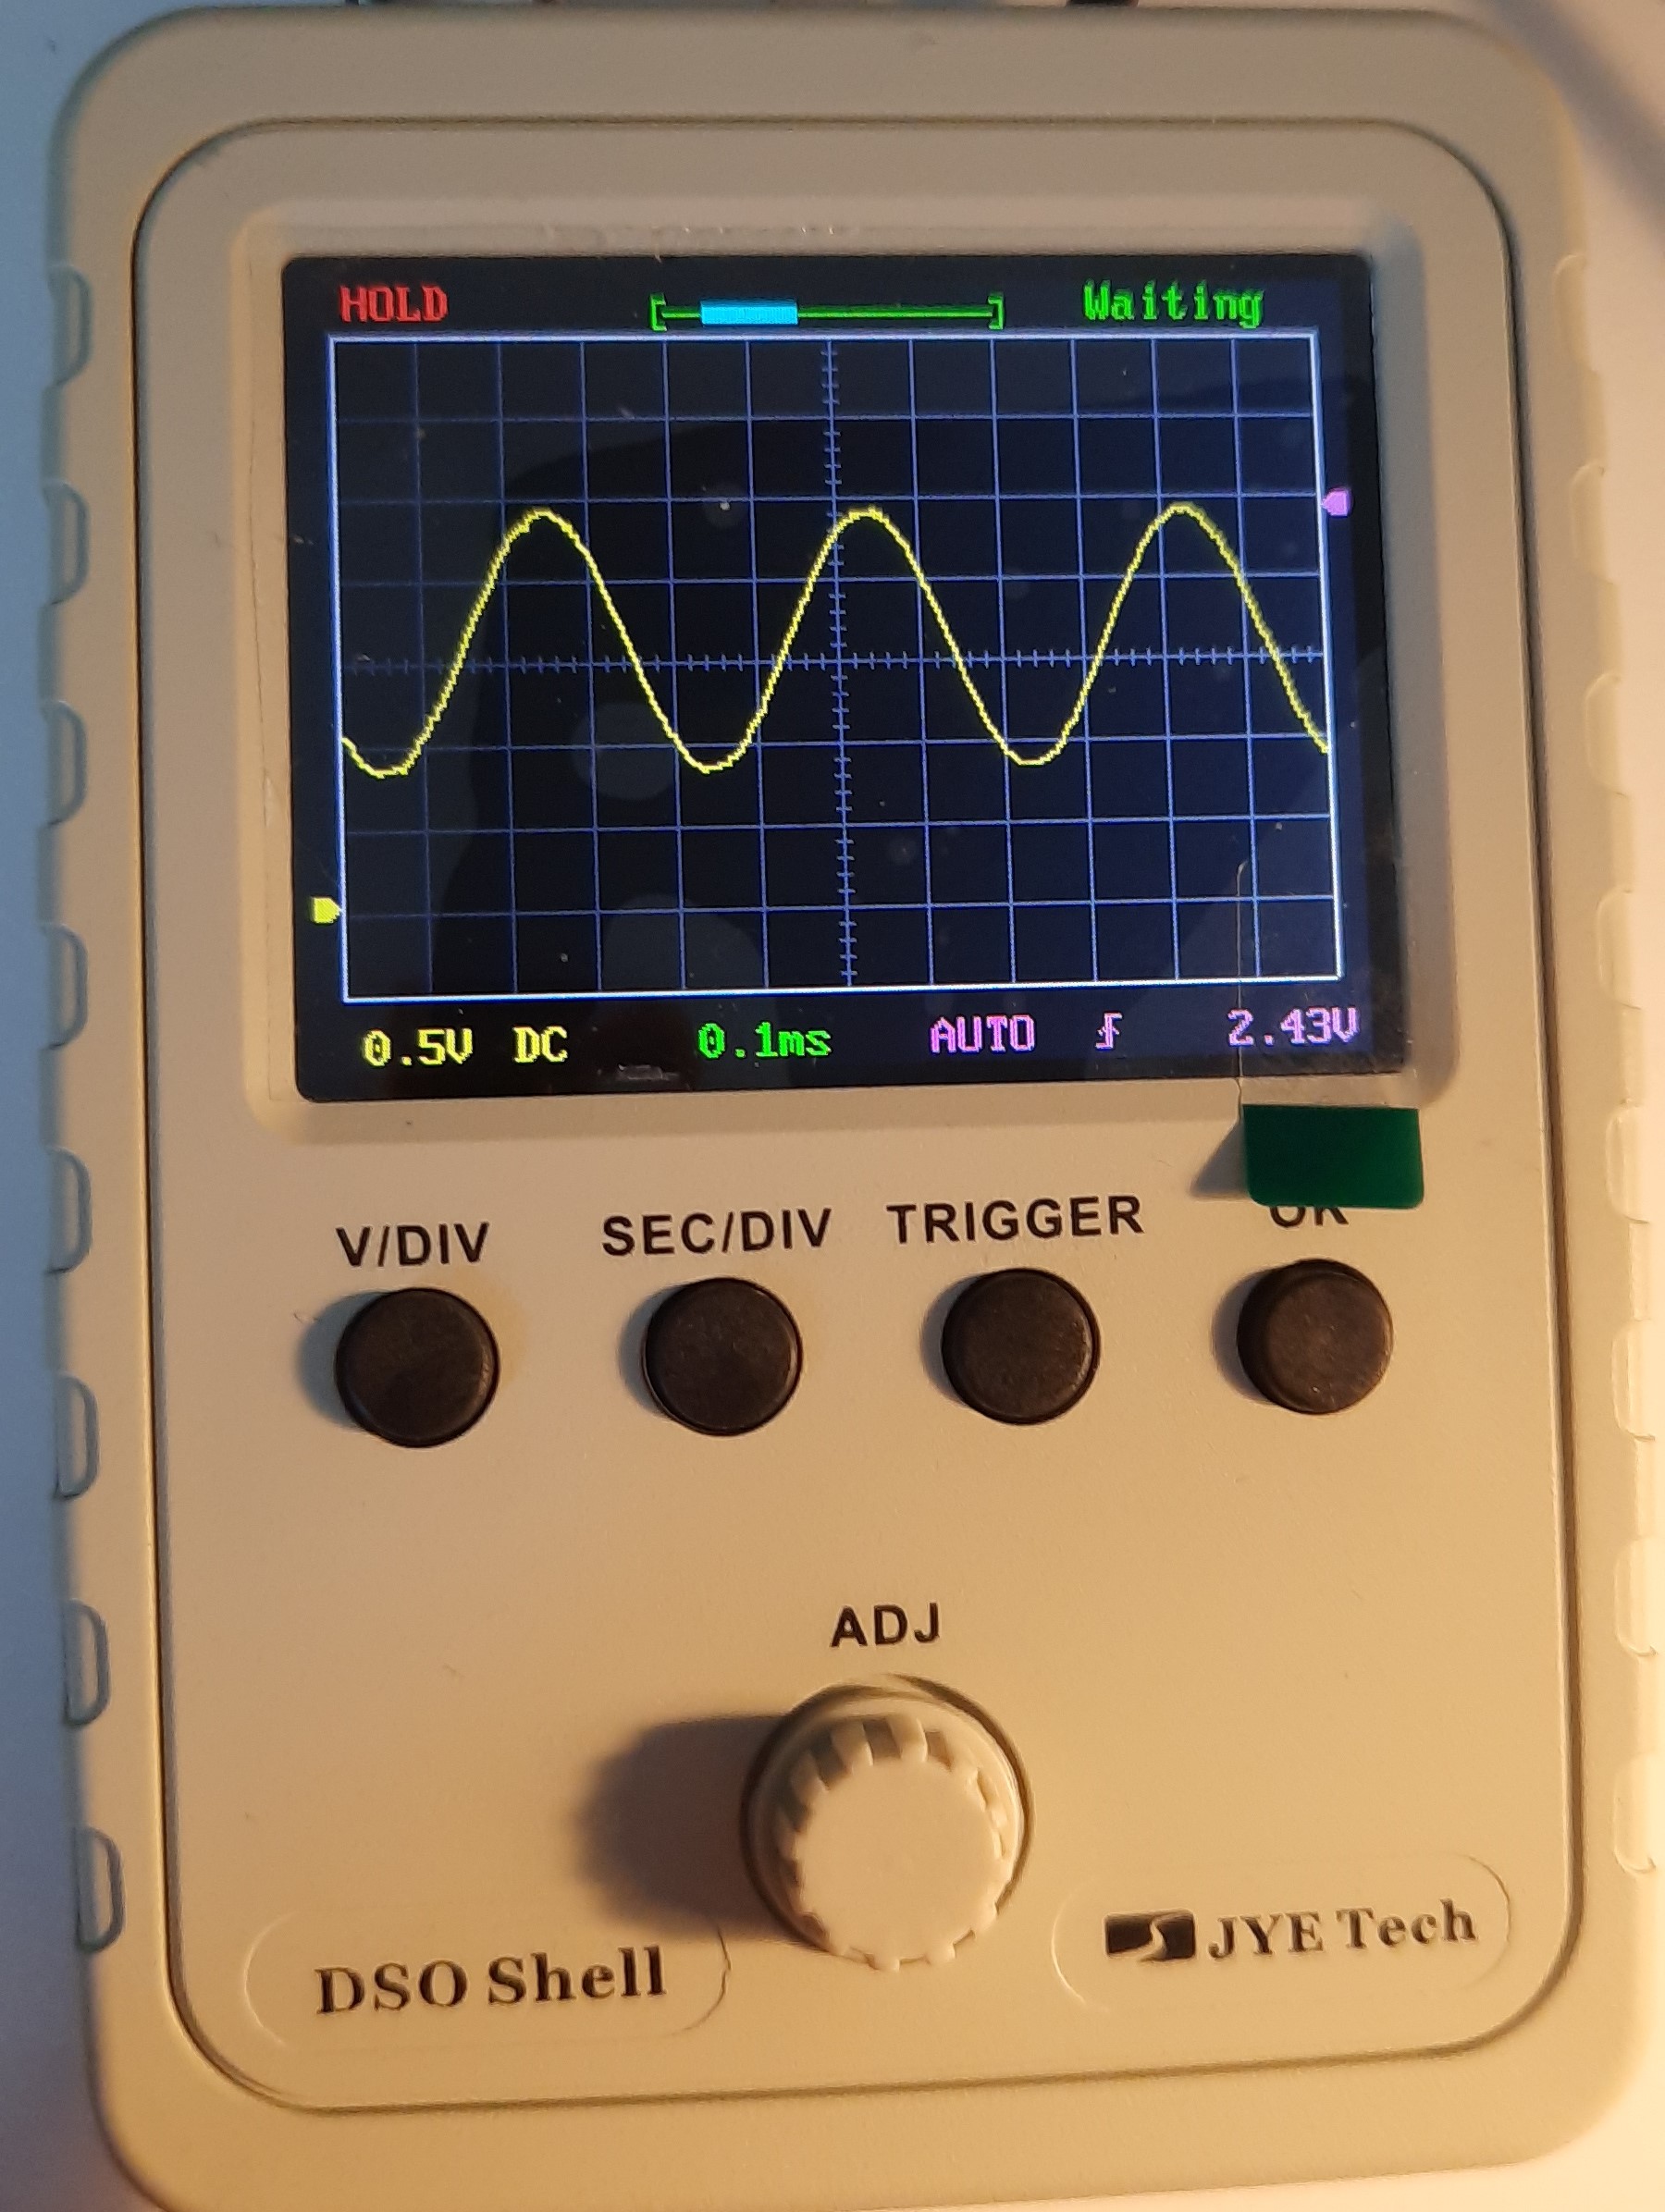 HOLD Waiting
0.5V DC 0.1ms AUTO 2.43V
V/DIV SEC/DIV TRIGGER OK
ADJ
DSO Shell JYE Tech